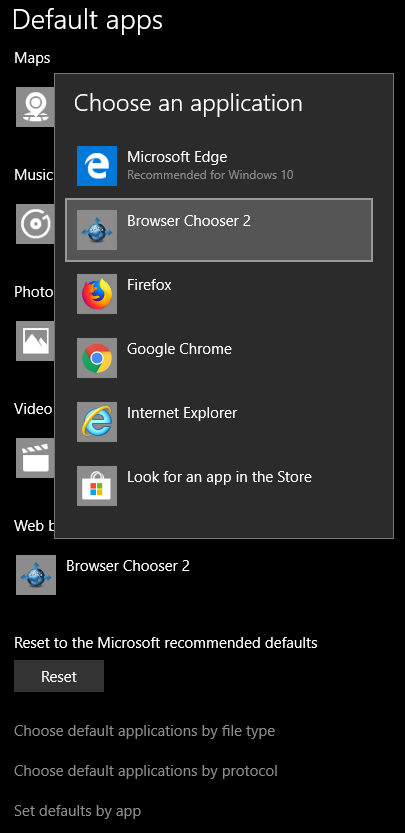 Default apps
Maps
Choose an application
Microsoft Edge
Recommended for Windows 10
Music
Browser Chooser 2
Firefox
Photo
Google Chrome
Video
Internet Explorer
Look for an app in the Store
Web b
Browser Chooser 2
Reset to the Microsoft recommended defaults
Reset
Choose default applications by file type
Choose default applications by protocol
Set defaults by app